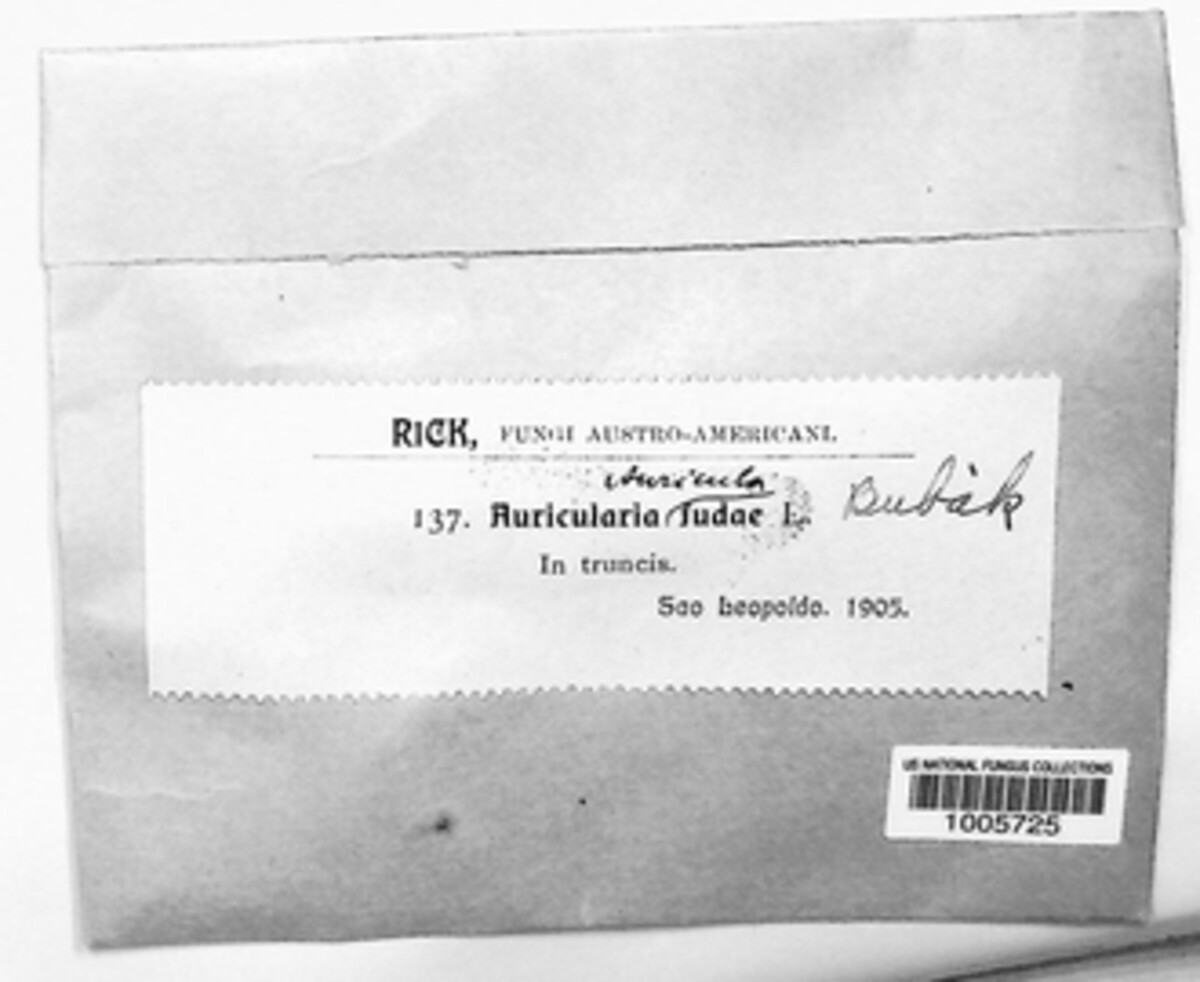 RICK, FUNGI AUSTRO-AMERICANI.
Auricula
137. Auricularia Judae L. Bubák
In truncis.
Sao Leopoldo. 1905.
US NATIONAL FUNGUS COLLECTIONS
1005725